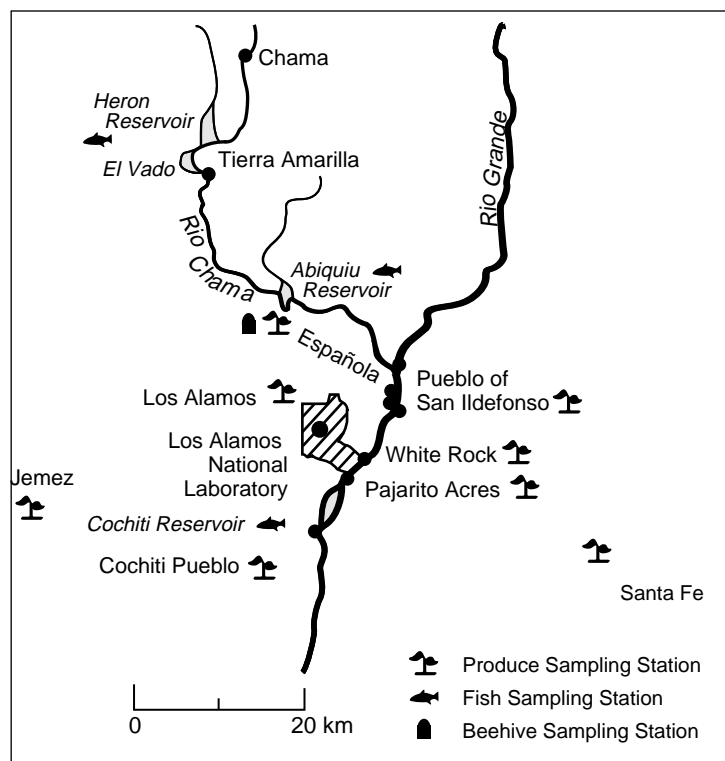 Chama
Heron
Reservoir
El Vado
Tierra Amarilla
Rio Grande
Rio
Chama
Abiquiu
Reservoir
Española
Los Alamos
Pueblo of
San Ildefonso
Los Alamos
National
Laboratory
White Rock
Jemez
Pajarito Acres
Cochiti Reservoir
Cochiti Pueblo
Santa Fe
Produce Sampling Station
Fish Sampling Station
Beehive Sampling Station
0
20 km